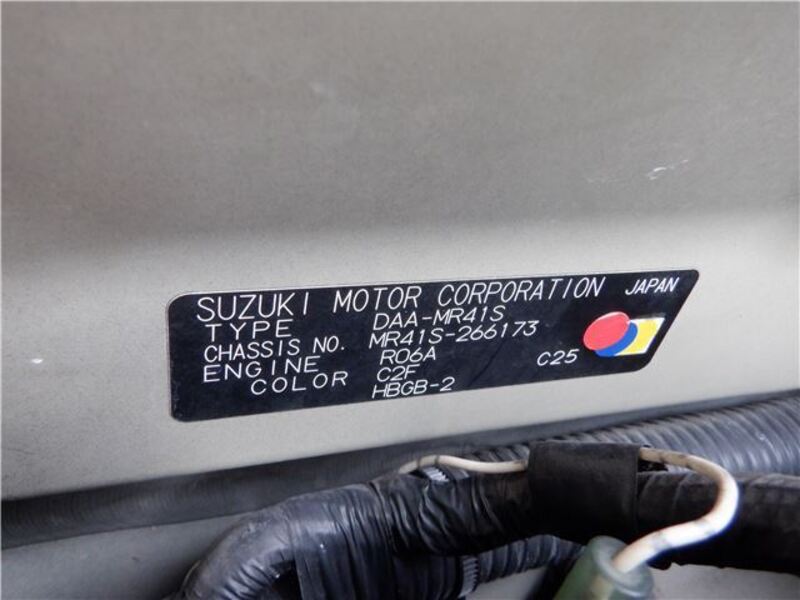 SUZUKI MOTOR CORPORATION JAPAN
TYPE DAA-MR41S
CHASSIS NO. MR41S-266173
ENGINE R06A C25
COLOR C2F
HBGB-2